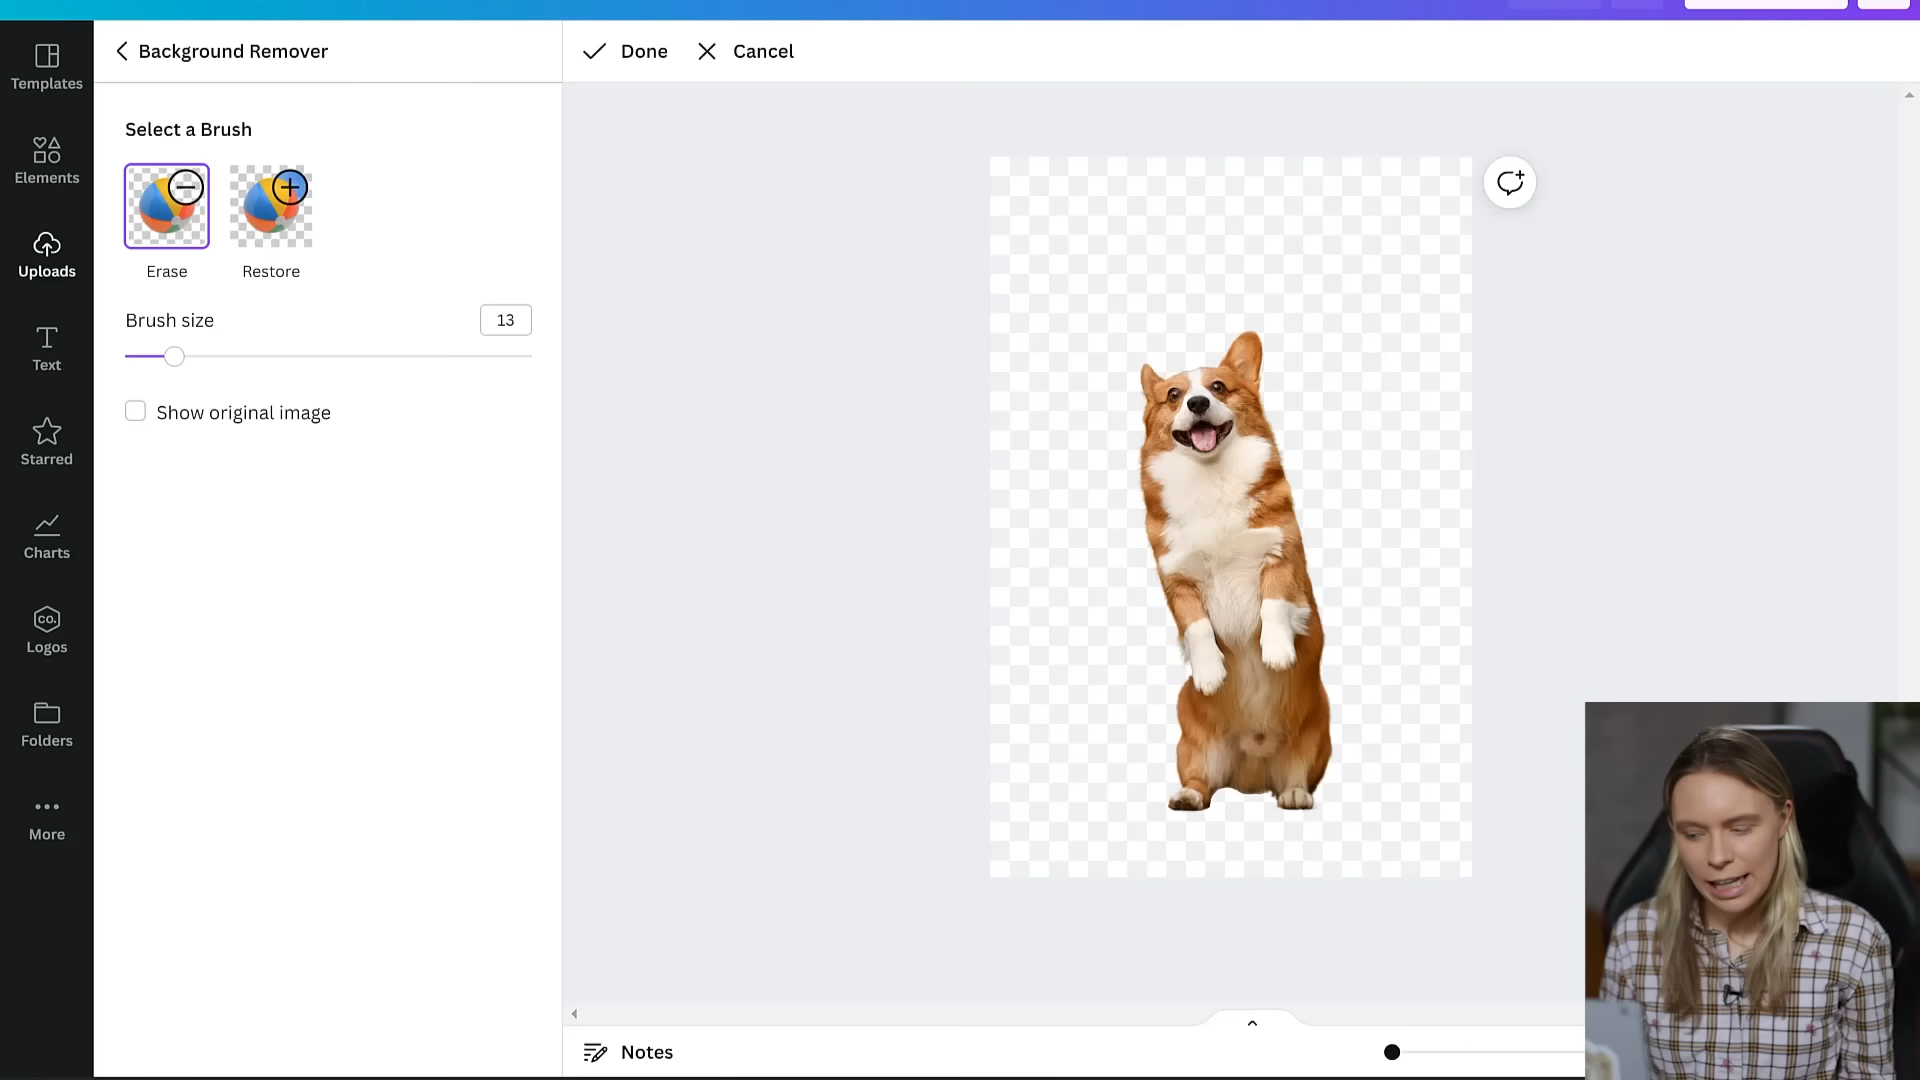 Background Remover
Done
Cancel
Templates
Elements
Uploads
Text
Starred
Charts
CO.
Logos
Folders
More
Select a Brush
Erase
Restore
Brush size
13
Show original image
Notes